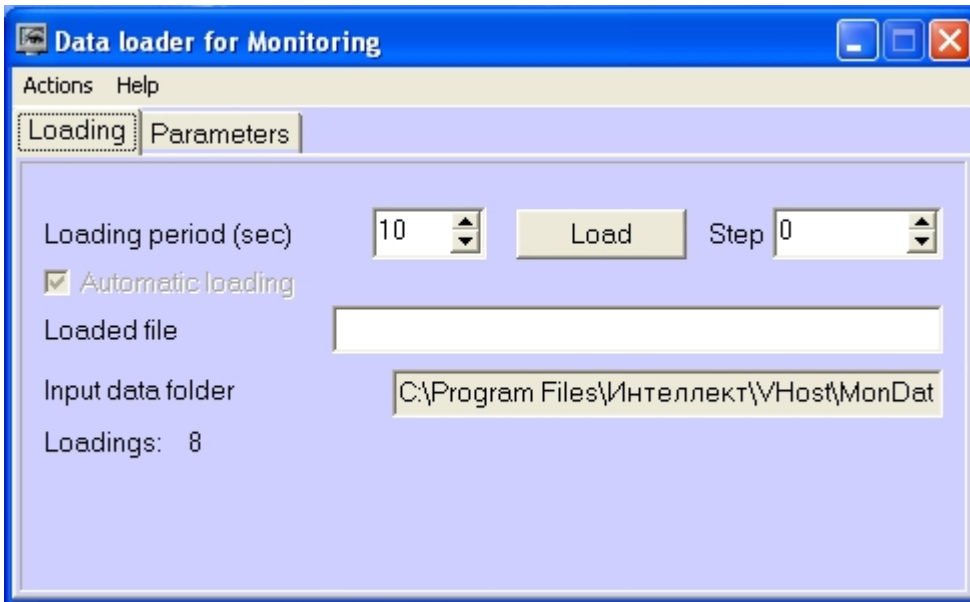 Data loader for Monitoring
Actions Help
Loading Parameters
Loading period (sec) 10 Load Step 0
Automatic loading
Loaded file
Input data folder C:\Program Files\Интеллект\VHost\MonDat
Loadings: 8